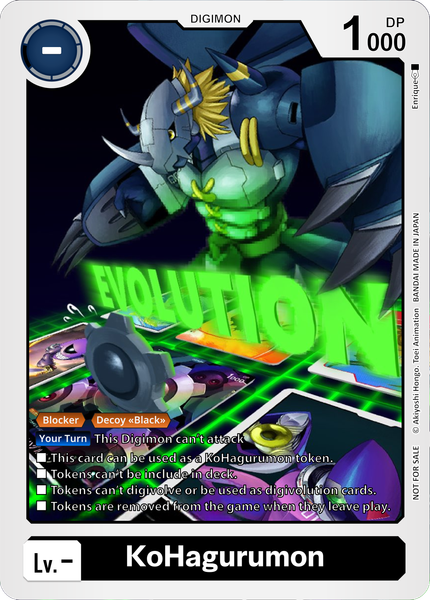 DIGIMON
-
1000
DP
Enrique
EVOLUTION
Blocker Decoy «Black»
Your Turn This Digimon can't attack
This card can be used as a KoHagurumon token.
Tokens can't be include in deck.
Tokens can't digivolve or be used as digivolution cards.
Tokens are removed from the game when they leave play.
Lv.-
KoHagurumon
NOT FOR SALE © Akiyoshi Hongo. Toei Animation BANDAI MADE IN JAPAN